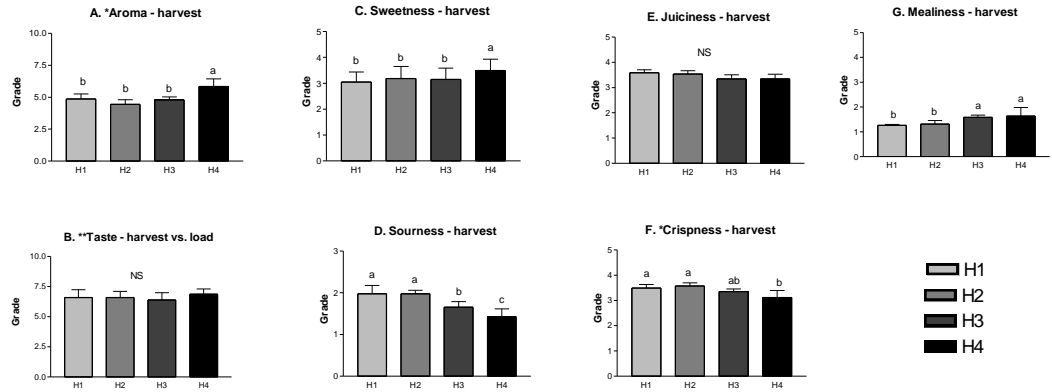 A. *Aroma - harvest
Grade
10.0
7.5
5.0
2.5
0.0
b
b
b
a
H1
H2
H3
H4
C. Sweetness - harvest
Grade
5
4
3
2
1
0
b
b
b
a
H1
H2
H3
H4
E. Juiciness - harvest
Grade
5
4
3
2
1
0
NS
H1
H2
H3
H4
G. Mealiness - harvest
Grade
5
4
3
2
1
0
b
b
a
a
H1
H2
H3
H4
B. **Taste - harvest vs. load
Grade
10.0
7.5
5.0
2.5
0.0
NS
H1
H2
H3
H4
D. Sourness - harvest
Grade
3
2
1
0
a
a
b
c
H1
H2
H3
H4
F. *Crispness - harvest
Grade
5
4
3
2
1
0
a
a
ab
b
H1
H2
H3
H4
H1
H2
H3
H4